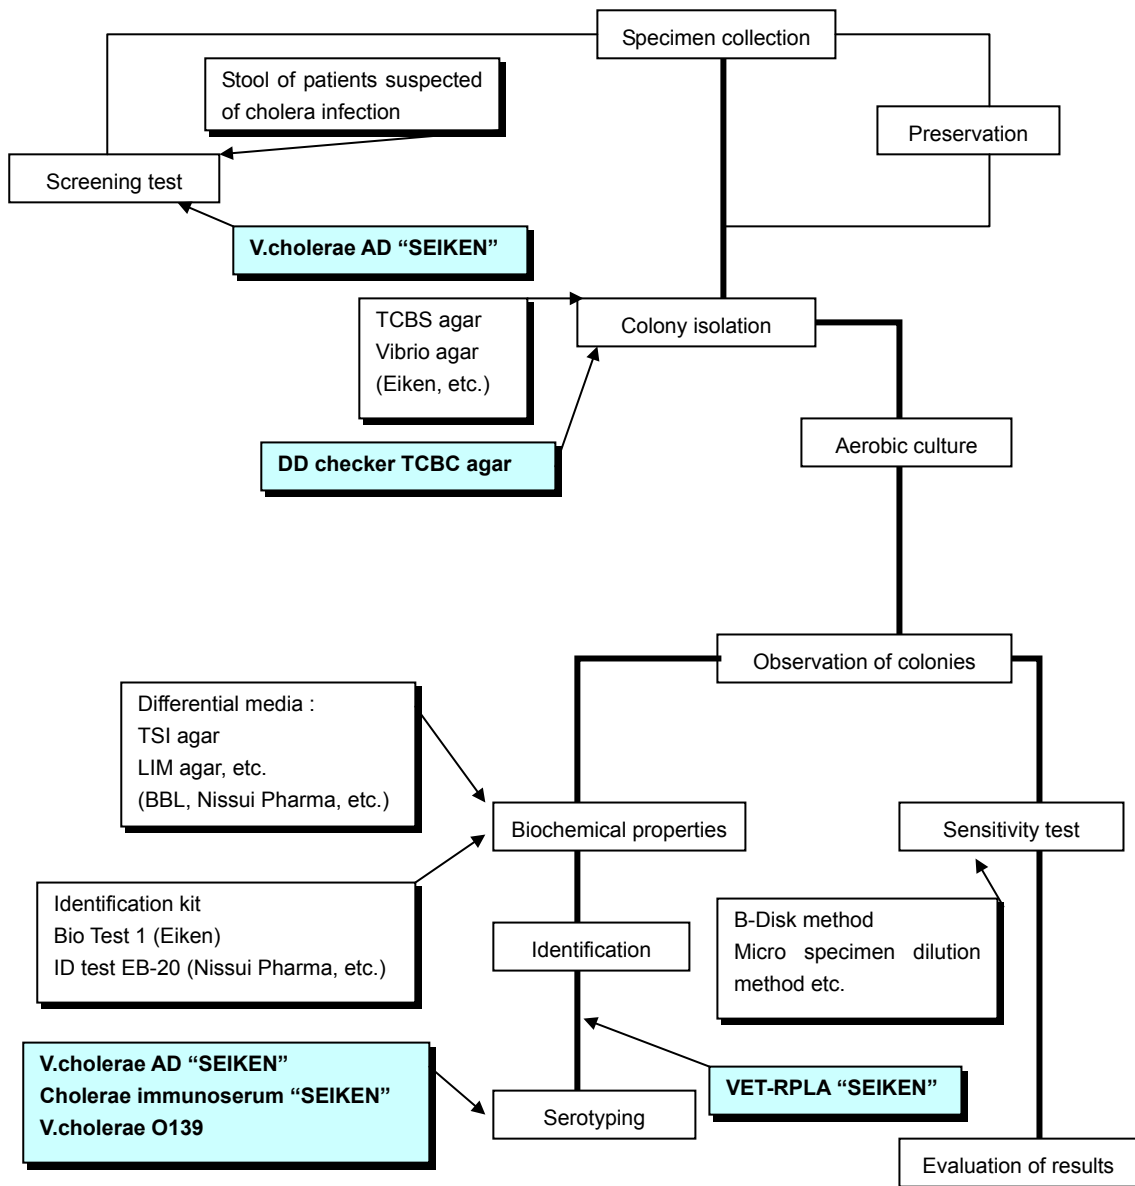 Specimen collection
Stool of patients suspected
of cholera infection
Preservation
Screening test
V.cholerae AD “SEIKEN”
TCBS agar
Vibrio agar
(Eiken, etc.)
Colony isolation
DD checker TCBC agar
Aerobic culture
Observation of colonies
Differential media :
TSI agar
LIM agar, etc.
(BBL, Nissui Pharma, etc.)
Biochemical properties
Sensitivity test
Identification kit
Bio Test 1 (Eiken)
ID test EB-20 (Nissui Pharma, etc.)
Identification
B-Disk method
Micro specimen dilution
method etc.
V.cholerae AD “SEIKEN”
Cholerae immunoserum “SEIKEN”
V.cholerae O139
VET-RPLA “SEIKEN”
Serotyping
Evaluation of results